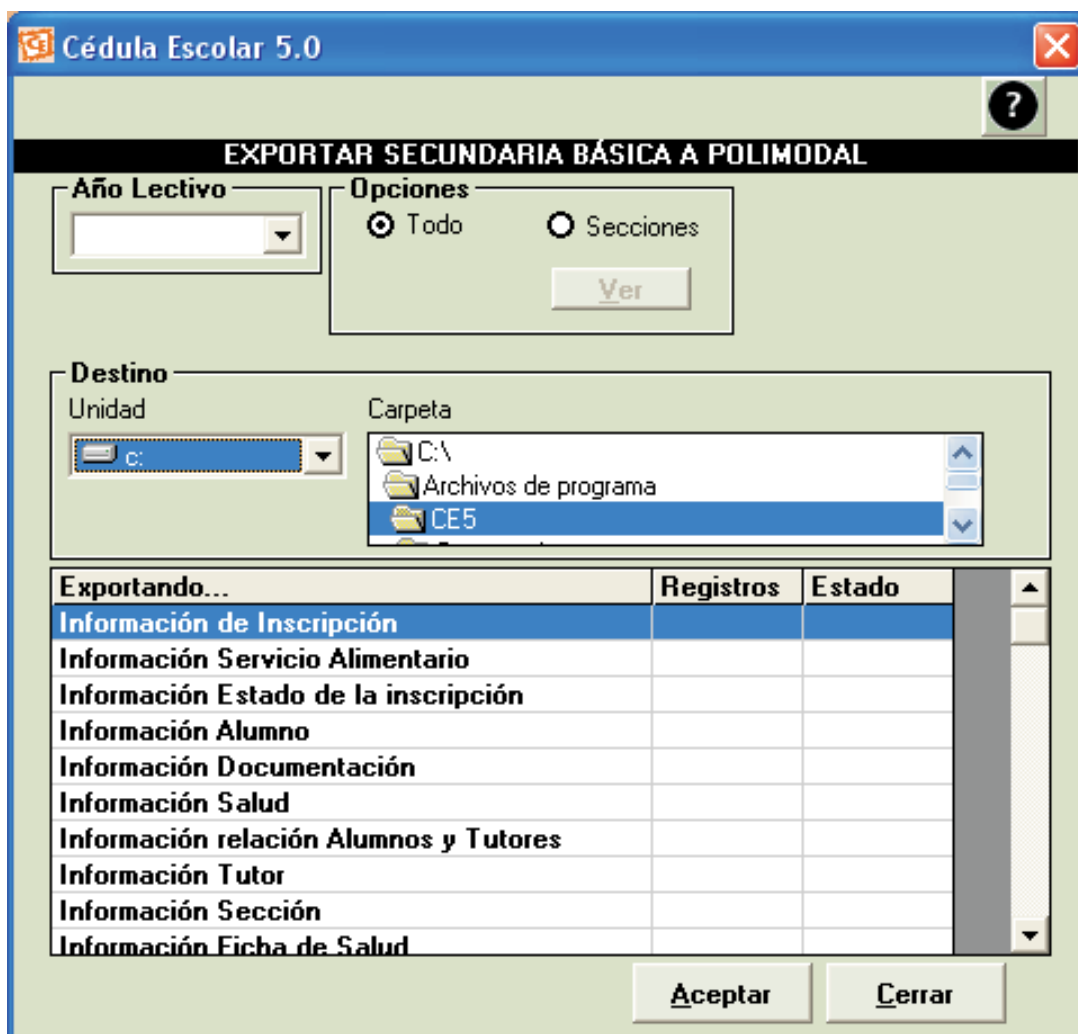 Cédula Escolar 5.0
?
EXPORTAR SECUNDARIA BÁSICA A POLIMODAL
Año Lectivo
Opciones
Todo
Secciones
Ver
Destino
Unidad
Carpeta
c:
C:\
Archivos de programa
CE5
Exportando... Registros Estado
Información de Inscripción
Información Servicio Alimentario
Información Estado de la inscripción
Información Alumno
Información Documentación
Información Salud
Información relación Alumnos y Tutores
Información Tutor
Información Sección
Información Ficha de Salud
Aceptar
Cerrar